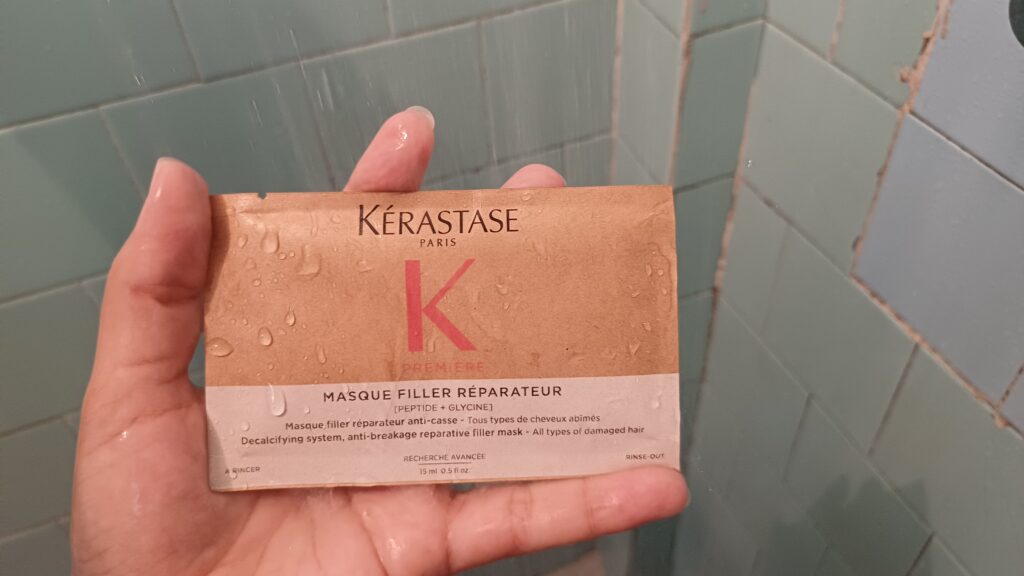 KÉRASTASE
PARIS
K
PREMIÈRE
MASQUE FILLER RÉPARATEUR
[PEPTIDE + GLYCINE]
Masque filler réparateur anti-casse - Tous types de cheveux abîmés
Decalcifying system, anti-breakage reparative filler mask - All types of damaged hair
À RINCER
RECHERCHE AVANCÉE
RINSE-OUT
15 ml 0.5 fl oz